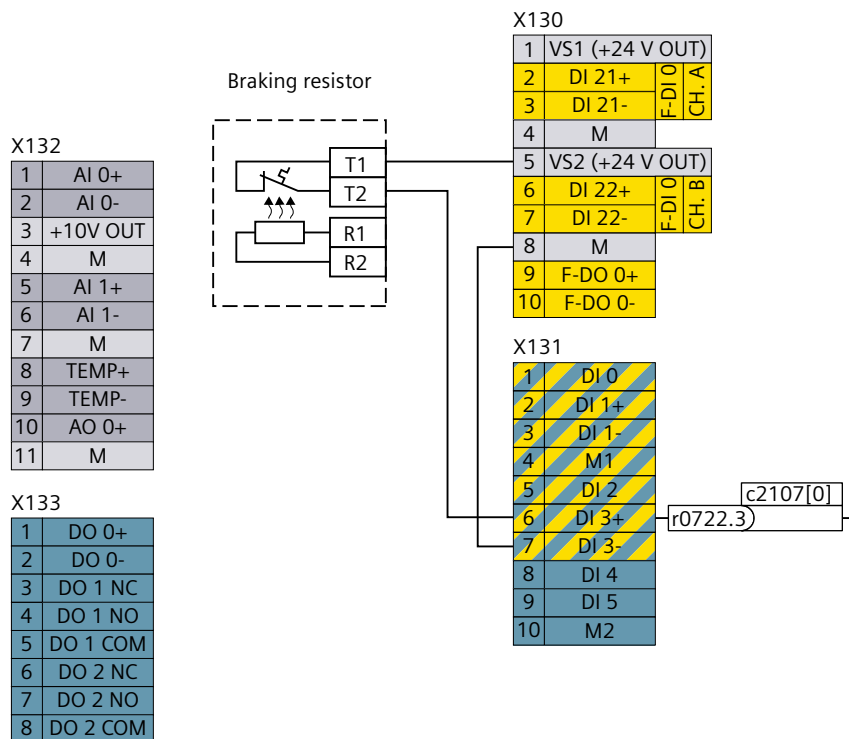 X132
1 AI 0+
2 AI 0-
3 +10V OUT
4 M
5 AI 1+
6 AI 1-
7 M
8 TEMP+
9 TEMP-
10 AO 0+
11 M
X133
1 DO 0+
2 DO 0-
3 DO 1 NC
4 DO 1 NO
5 DO 1 COM
6 DO 2 NC
7 DO 2 NO
8 DO 2 COM
Braking resistor
T1
T2
R1
R2
X130
1 VS1 (+24 V OUT)
2 DI 21+
3 DI 21-
F-DI 0
CH. A
4 M
5 VS2 (+24 V OUT)
6 DI 22+
7 DI 22-
F-DI 0
CH. B
8 M
9 F-DO 0+
10 F-DO 0-
X131
1 DI 0
2 DI 1+
3 DI 1-
4 M1
5 DI 2
6 DI 3+
7 DI 3-
8 DI 4
9 DI 5
10 M2
c2107[0]
r0722.3